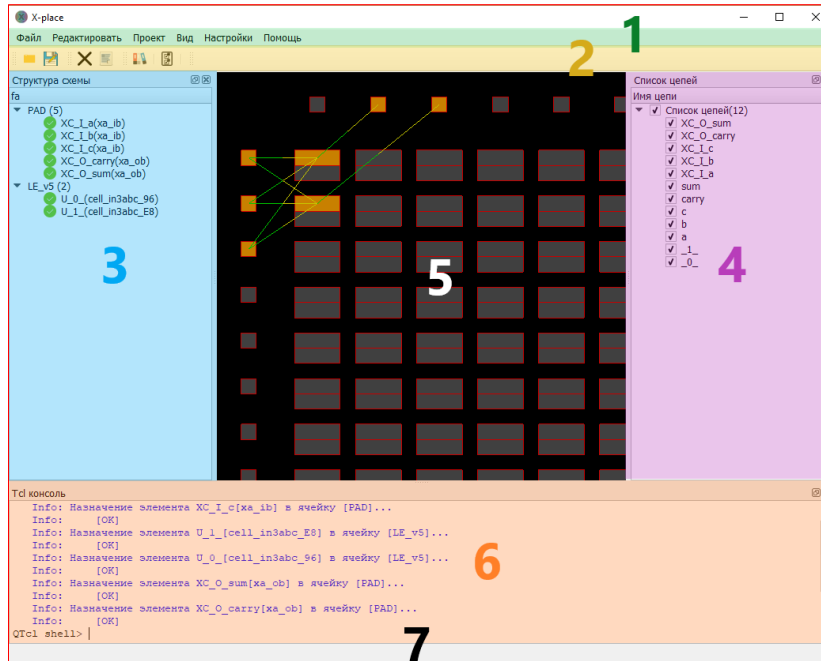 X-place
Файл Редактировать Проект Вид Настройки Помощь
1
2
Структура схемы
fa
PAD (5)
XC_I_a(xa_ib)
XC_I_b(xa_ib)
XC_I_c(xa_ib)
XC_O_carry(xa_ob)
XC_O_sum(xa_ob)
LE_v5 (2)
U_0_(cell_in3abc_96)
U_1_(cell_in3abc_E8)
3
5
Список цепей
Имя цепи
Список цепей(12)
XC_O_sum
XC_O_carry
XC_I_c
XC_I_b
XC_I_a
sum
carry
c
b
a
_1_
_0_
4
Tcl консоль
Info: Назначение элемента XC_I_c[xa_ib] в ячейку [PAD]...
Info: [OK]
Info: Назначение элемента U_1_[cell_in3abc_E8] в ячейку [LE_v5]...
Info: [OK]
Info: Назначение элемента U_0_[cell_in3abc_96] в ячейку [LE_v5]...
Info: [OK]
Info: Назначение элемента XC_O_sum[xa_ob] в ячейку [PAD]...
Info: [OK]
Info: Назначение элемента XC_O_carry[xa_ob] в ячейку [PAD]...
Info: [OK]
QTcl shell>
6
7